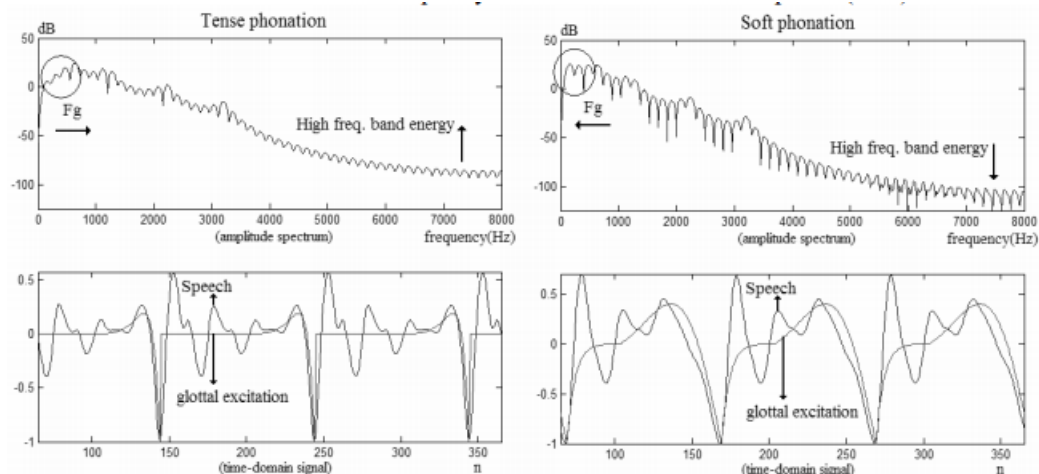 Tense phonation
dB
50
0
-50
-100
Fg
High freq. band energy
0 1000 2000 3000 4000 5000 6000 7000 8000
(amplitude spectrum) frequency(Hz)
Soft phonation
dB
50
0
-50
-100
Fg
High freq. band energy
0 1000 2000 3000 4000 5000 6000 7000 8000
(amplitude spectrum) frequency(Hz)
0.5
0
-0.5
-1
Speech
glottal excitation
100 150 200 250 300 350
(time-domain signal) n
0.5
0
-0.5
-1
Speech
glottal excitation
100 150 200 250 300 350
(time-domain signal) n